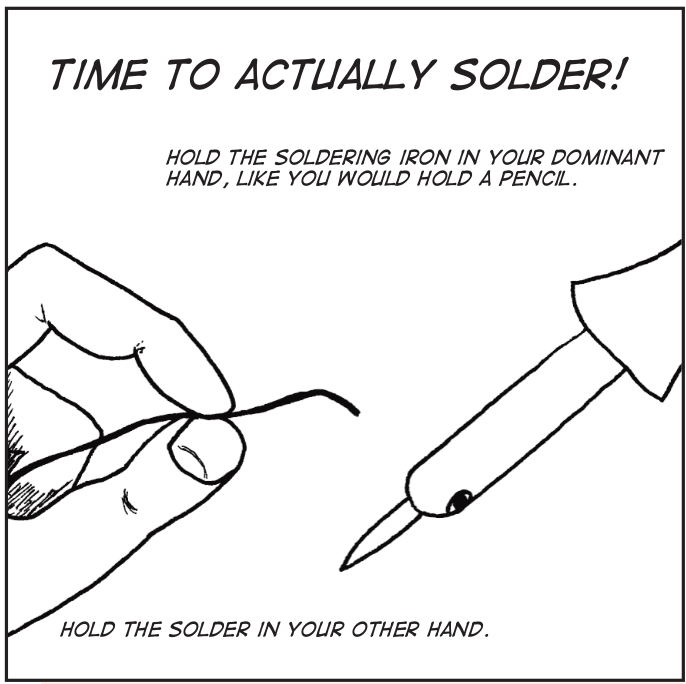 TIME TO ACTUALLY SOLDER!
HOLD THE SOLDERING IRON IN YOUR DOMINANT
HAND, LIKE YOU WOULD HOLD A PENCIL.
HOLD THE SOLDER IN YOUR OTHER HAND.